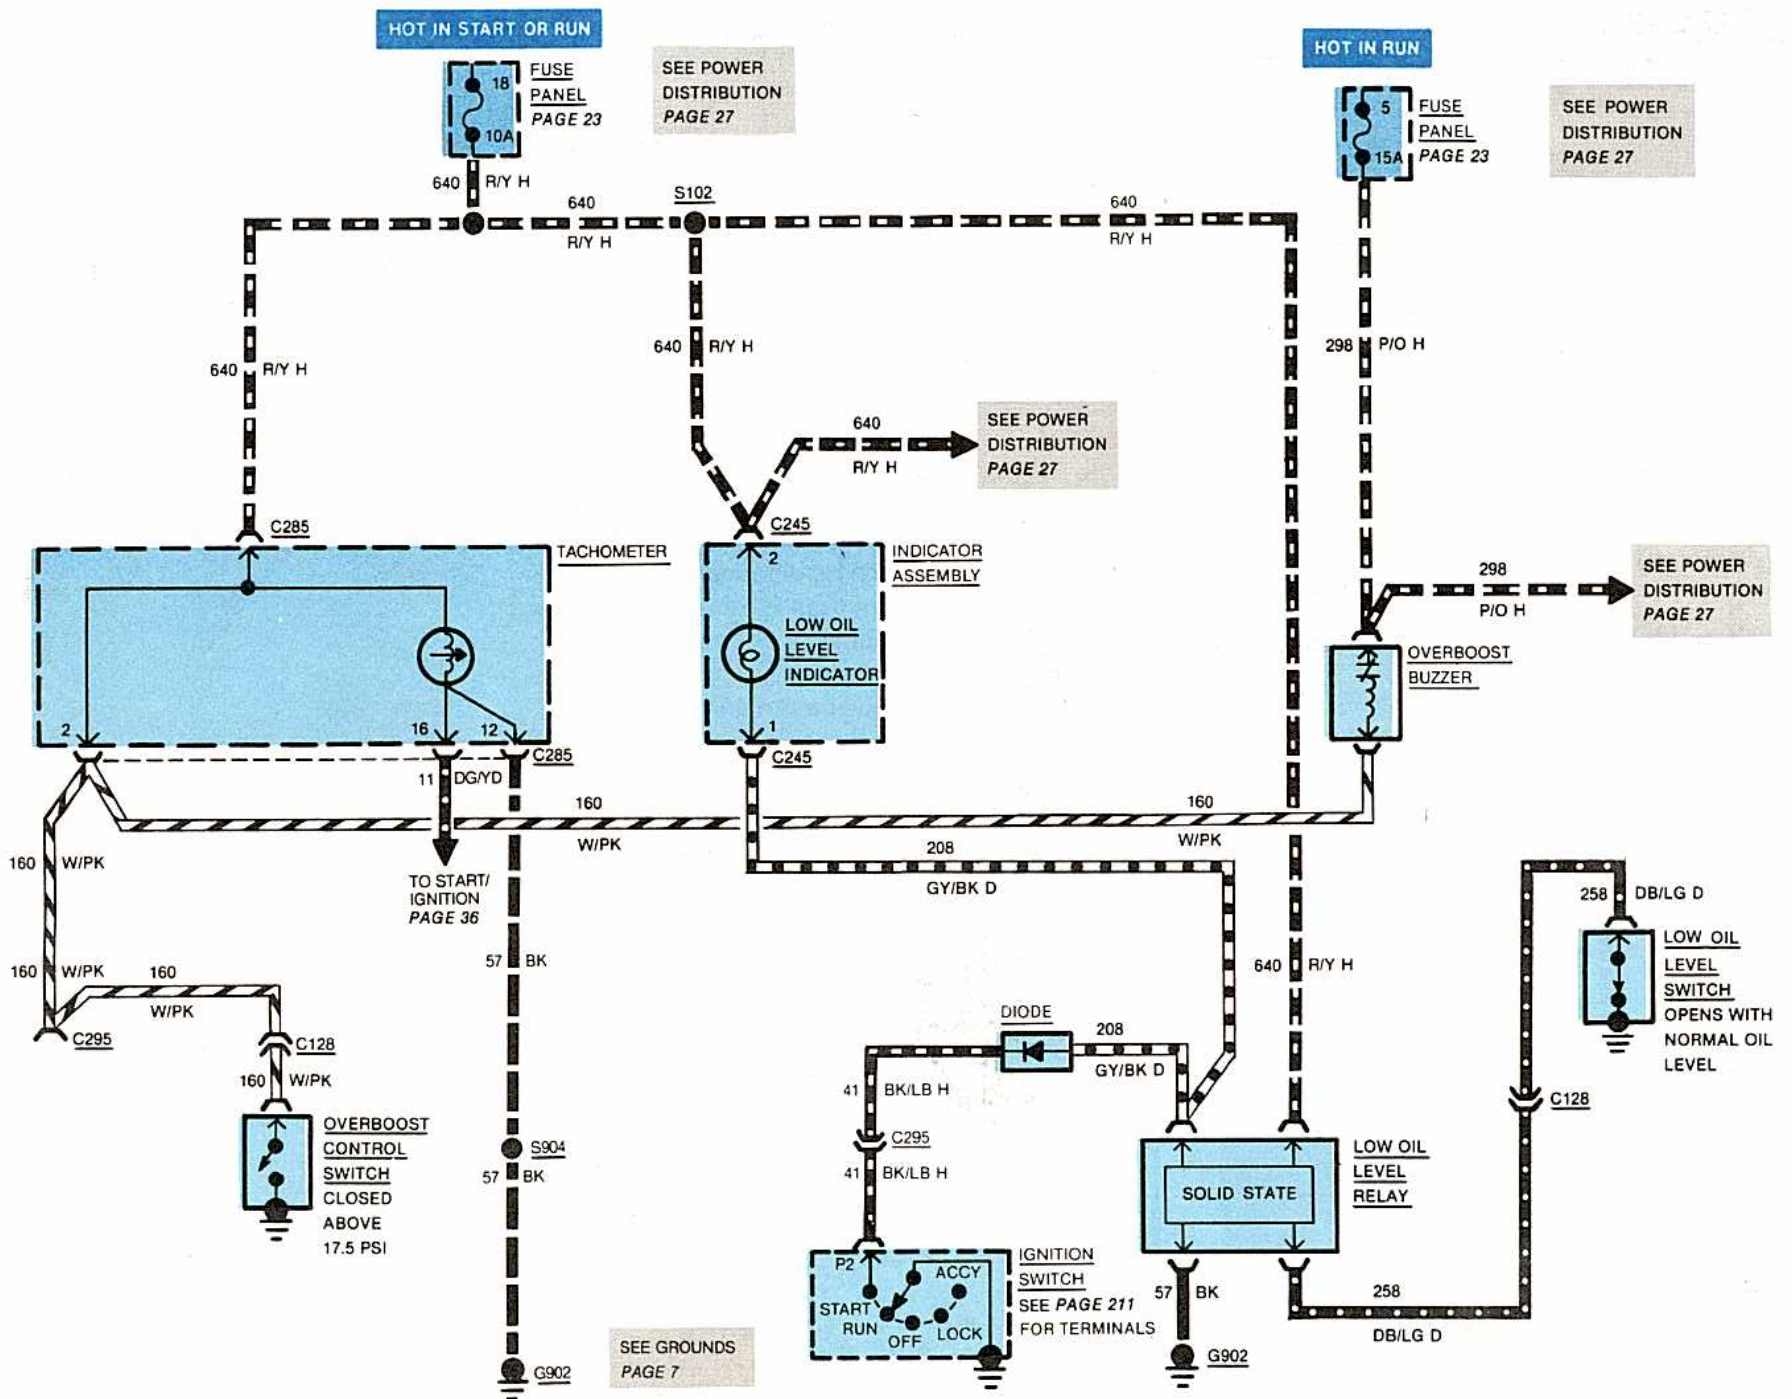 HOT IN START OR RUN
18
10A
FUSE
PANEL
PAGE 23
SEE POWER
DISTRIBUTION
PAGE 27
HOT IN RUN
5
15A
FUSE
PANEL
PAGE 23
SEE POWER
DISTRIBUTION
PAGE 27
640 R/Y H
640
R/Y H
S102
640
R/Y H
640 R/Y H
640 R/Y H
298 P/O H
640
R/Y H
SEE POWER
DISTRIBUTION
PAGE 27
C285
TACHOMETER
2
16
12
C285
C245
2
INDICATOR
ASSEMBLY
LOW OIL
LEVEL
INDICATOR
1
C245
298
P/O H
SEE POWER
DISTRIBUTION
PAGE 27
OVERBOOST
BUZZER
11 DG/YD
TO START/
IGNITION
PAGE 36
160
W/PK
160
W/PK
160 W/PK
208
GY/BK D
160 W/PK
160
W/PK
C295
C128
160 W/PK
OVERBOOST
CONTROL
SWITCH
CLOSED
ABOVE
17.5 PSI
57 BK
S904
57 BK
G902
SEE GROUNDS
PAGE 7
DIODE
208
GY/BK D
41 BK/LB H
C295
41 BK/LB H
P2
START
RUN
OFF
LOCK
ACCY
IGNITION
SWITCH
SEE PAGE 211
FOR TERMINALS
640 R/Y H
SOLID STATE
LOW OIL
LEVEL
RELAY
57 BK
G902
258
DB/LG D
C128
258 DB/LG D
LOW OIL
LEVEL
SWITCH
OPENS WITH
NORMAL OIL
LEVEL